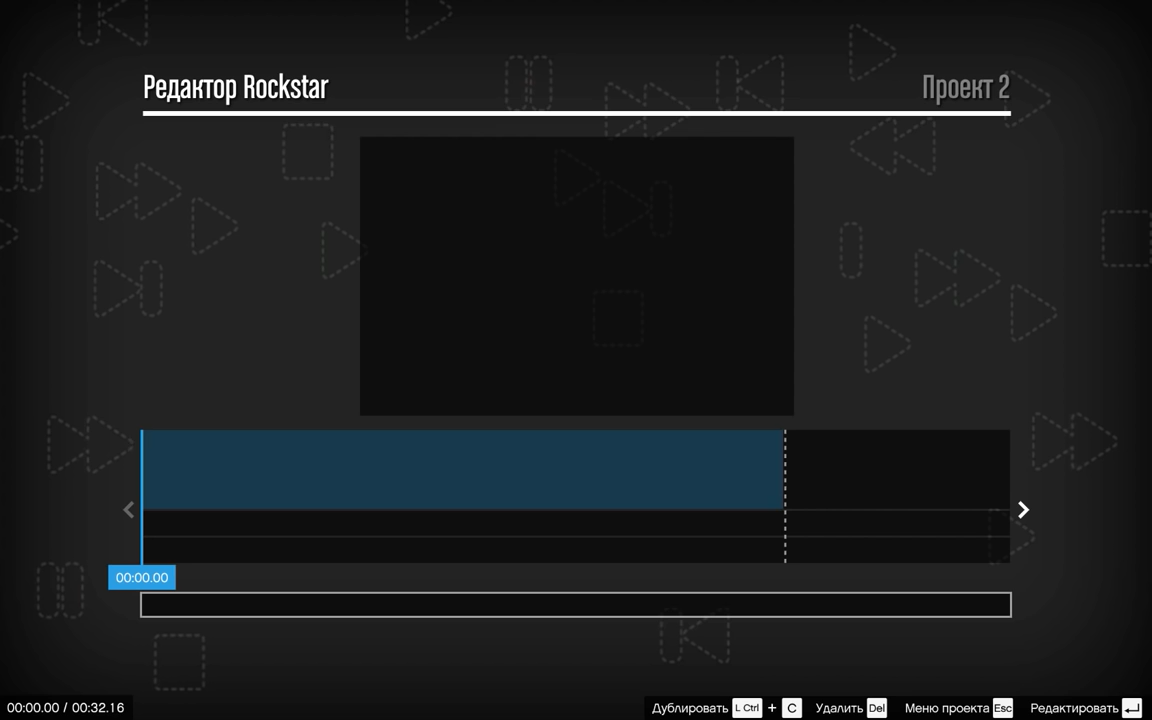 Редактор Rockstar
Проект 2
00:00.00
00:00.00 / 00:32.16
Дублировать L Ctrl + C Удалить Del Меню проекта Esc Редактировать